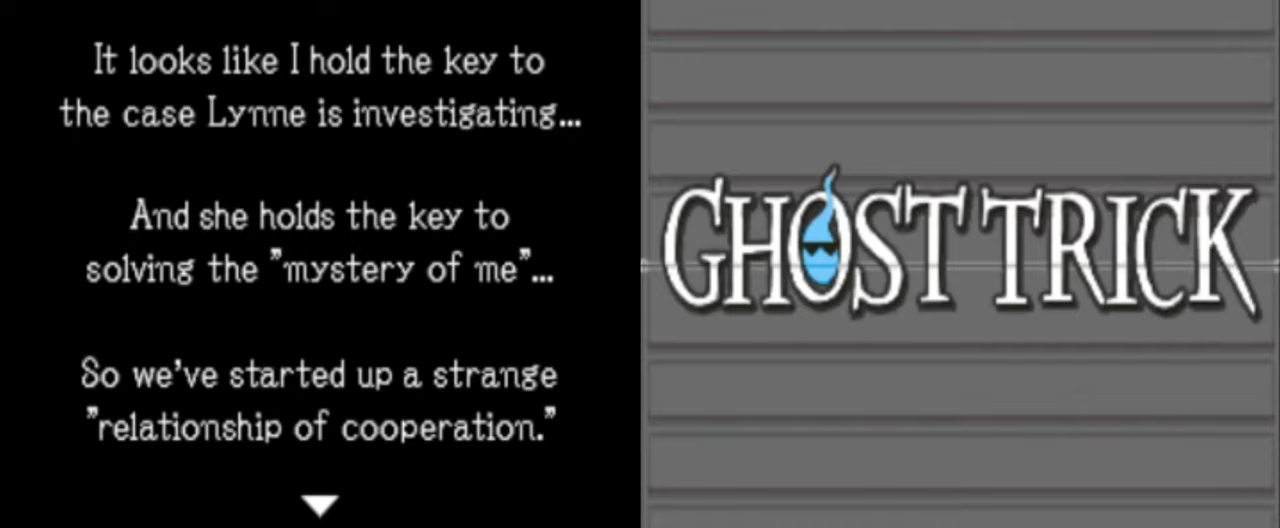 It looks like I hold the key to
the case Lynne is investigating...
And she holds the key to
solving the "mystery of me"...
So we've started up a strange
"relationship of cooperation."
GHOST TRICK